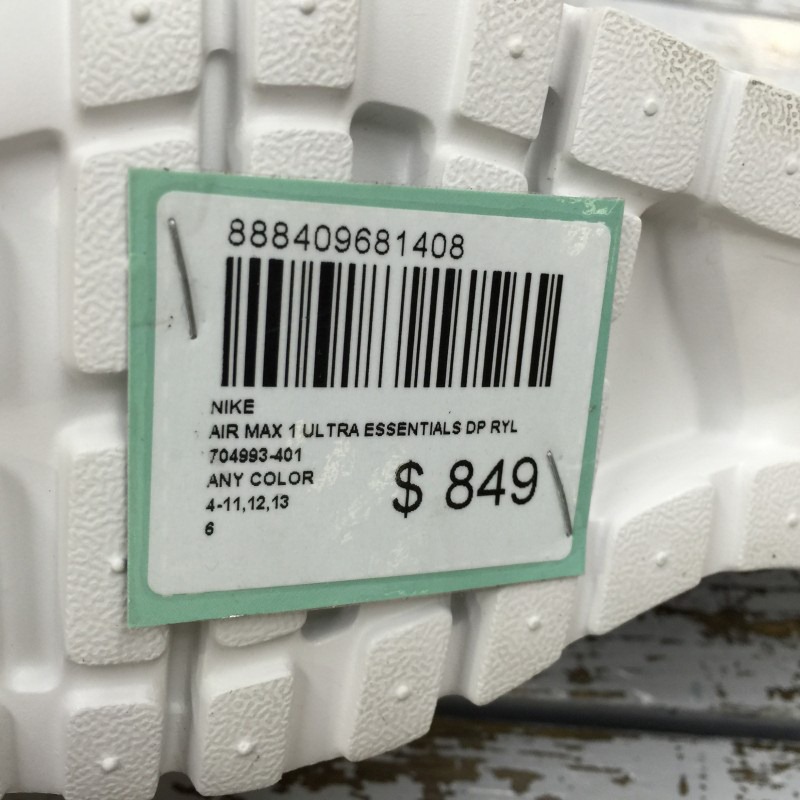 888409681408
NIKE
AIR MAX 1 ULTRA ESSENTIALS DP RYL
704993-401
ANY COLOR
4-11,12,13
6
$ 849